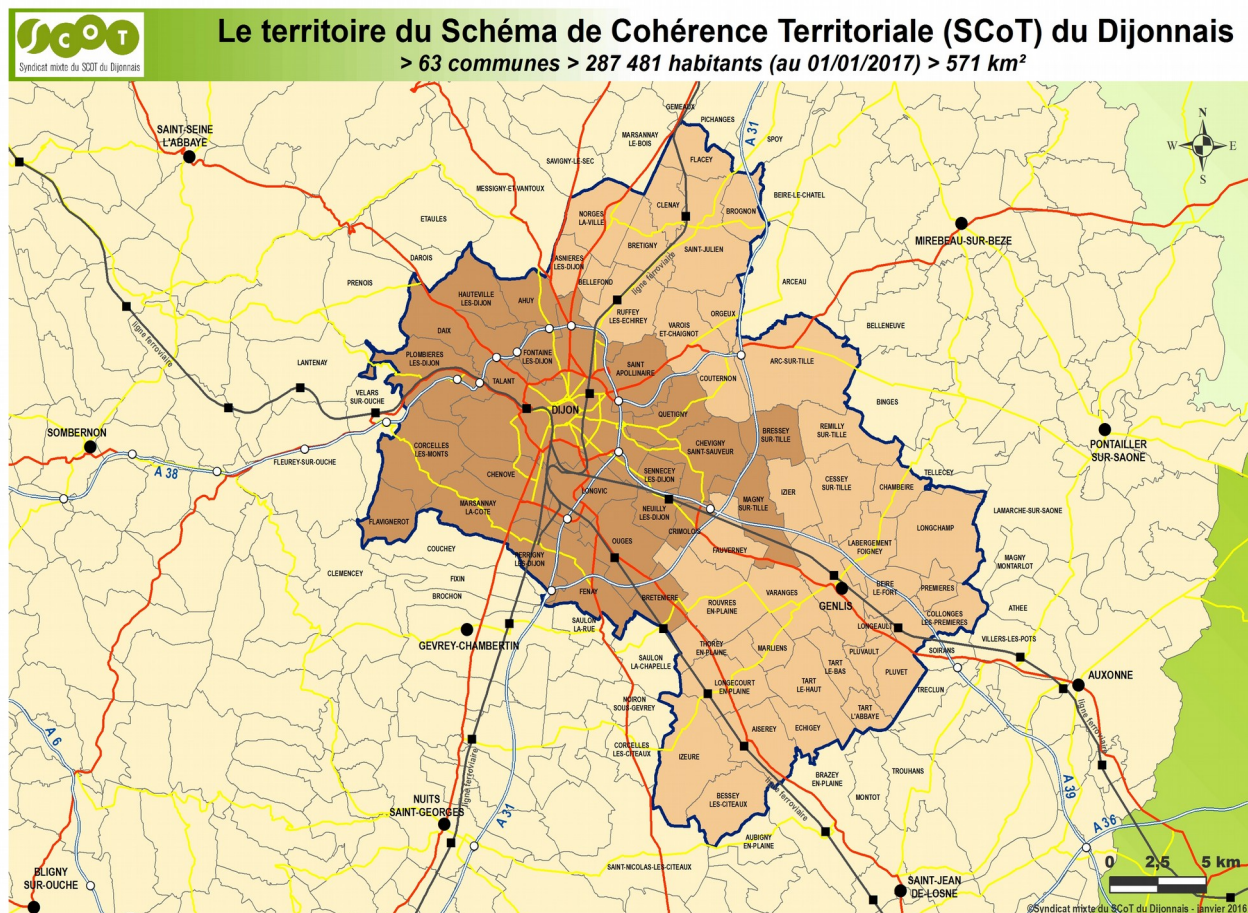 SCOT
Syndicat mixte du SCOT du Dijonnais
Le territoire du Schéma de Cohérence Territoriale (SCoT) du Dijonnais
> 63 communes > 287 481 habitants (au 01/01/2017) > 571 km²
GEMEAUX
PICHANGES
A 31
SPOY
N
W
E
S
SAINT-SEINE
L'ABBAYE
MARSANNAY
LE BOIS
SAVIGNY-LE-SEC
FLACEY
MESSIGNY-ET-VANTOUX
BEIRE-LE-CHATEL
CLENAY
BROGNON
NORGES
LA-VILLE
ETAULES
MIREBEAU-SUR-BEZE
BRETIGNY
SAINT-JULIEN
DAROIS
ASNIERES
LES-DIJON
PRENOIS
BELLEFOND
ligne ferroviaire
ARCEAU
HAUTEVILLE
LES-DIJON
AHUY
RUFFEY
LES-ECHIREY
ORGEUX
VAROIS
ET-CHAIGNOT
BELLENEUVE
DAIX
ligne ferroviaire
PLOMBIERES
LES-DIJON
FONTAINE
LES-DIJON
LANTENAY
SAINT
APOLLINAIRE
ARC-SUR-TILLE
COUTERNON
TALANT
VELARS
SUR-OUCHE
BINGES
DIJON
QUETIGNY
SOMBERNON
BRESSEY
SUR-TILLE
REMILLY
SUR-TILLE
PONTAILLER
SUR-SAONE
CORCELLES
LES-MONTS
CHEVIGNY
SAINT-SAUVEUR
FLEUREY-SUR-OUCHE
A 38
CHENOVE
SENNECEY
LES-DIJON
TELLECEY
CESSEY
SUR-TILLE
CHAMBEIRE
IZIER
LONGVIC
MARSANNAY
LA-COTE
NEUILLY
LES-DIJON
MAGNY
SUR-TILLE
LAMARCHE-SUR-SAONE
FLAVIGNEROT
LONGCHAMP
CRIMOLOIS
OUGES
LABERGEMENT
FOIGNEY
COUCHEY
FAUVERNEY
PERRIGNY
LES-DIJON
MAGNY
MONTARLOT
CLEMENCEY
FIXIN
BEIRE
LE-FORT
PREMIERES
BROCHON
FENAY
BRETENIERE
VARANGES
ROUVRES
EN-PLAINE
GENLIS
ATHEE
COLLONGES
LES-PREMIERES
SAULON
LA-RUE
LONGEAULT
GEVREY-CHAMBERTIN
THOREY
EN-PLAINE
MARLIENS
VILLERS-LES-POTS
PLUVAULT
SOIRANS
SAULON
LA-CHAPELLE
TART
LE-BAS
PLUVET
AUXONNE
LONGECOURT
EN-PLAINE
TART
LE-HAUT
TRECLUN
NOIRON
SOUS-GEVREY
TART
L'ABBAYE
ligne ferroviaire
AISEREY
ECHIGEY
A 6
CORCELLES
LES-CITEAUX
IZEURE
TROUHANS
BRAZEY
EN-PLAINE
ligne ferroviaire
ligne ferroviaire
A 39
MONTOT
BESSEY
LES-CITEAUX
NUITS
SAINT-GEORGES
A 31
A 36
AUBIGNY
EN-PLAINE
SAINT-NICOLAS-LES-CITEAUX
BLIGNY
SUR-OUCHE
0 2,5 5 km
SAINT-JEAN
DE-LOSNE
©Syndicat mixte du SCoT du Dijonnais - janvier 2016